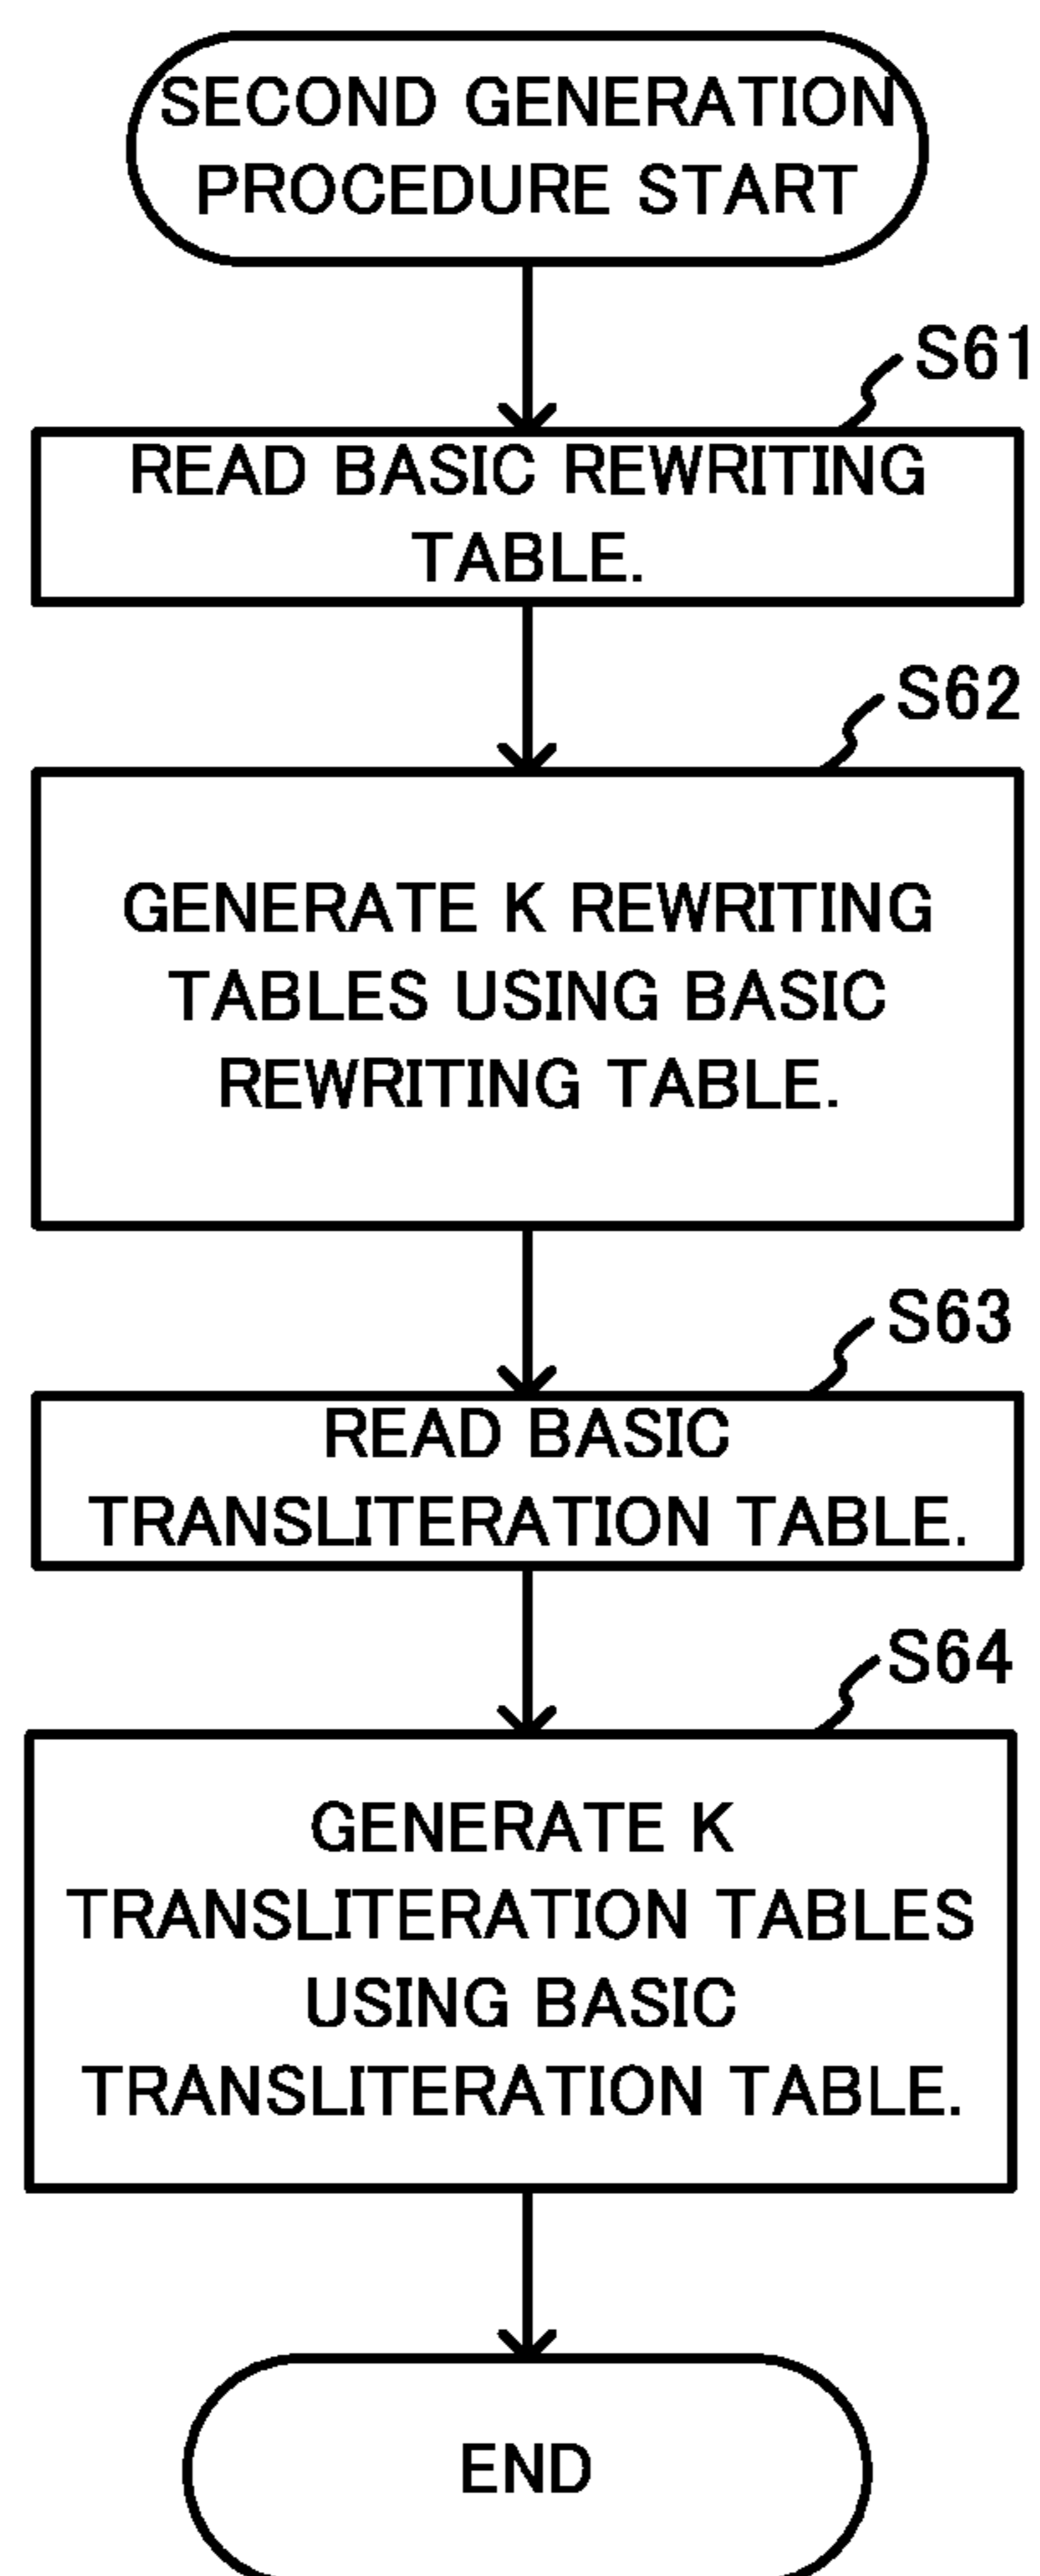 SECOND GENERATION
PROCEDURE START
S61
READ BASIC REWRITING
TABLE.
S62
GENERATE K REWRITING
TABLES USING BASIC
REWRITING TABLE.
S63
READ BASIC
TRANSLITERATION TABLE.
S64
GENERATE K
TRANSLITERATION TABLES
USING BASIC
TRANSLITERATION TABLE.
END